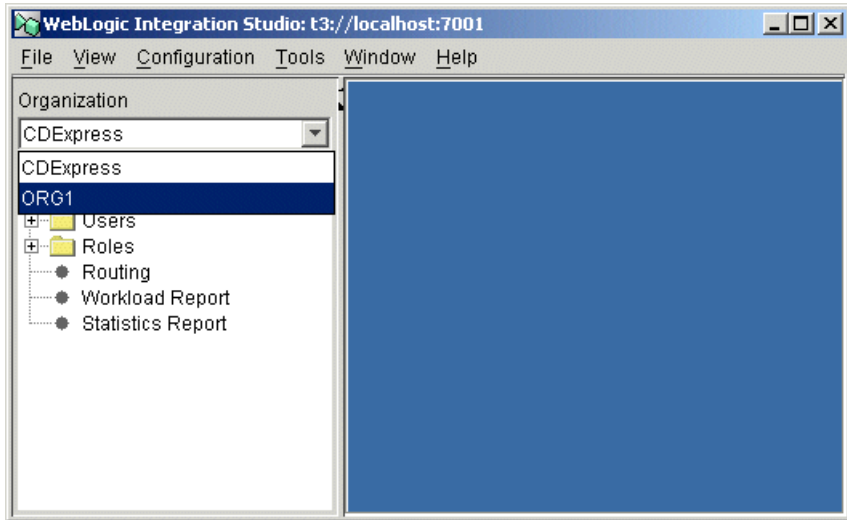 WebLogic Integration Studio: t3://localhost:7001
File View Configuration Tools Window Help
Organization
CDExpress
CDExpress
ORG1
Users
Roles
Routing
Workload Report
Statistics Report